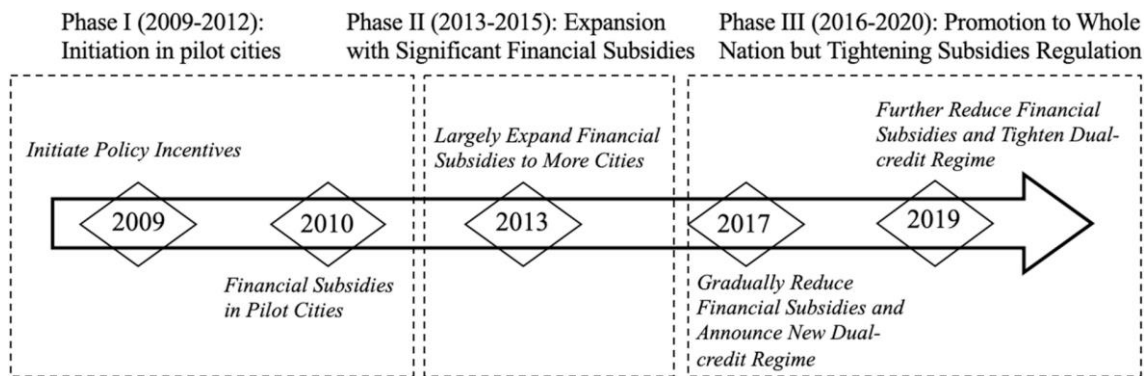 Phase I (2009-2012):
Initiation in pilot cities
Phase II (2013-2015): Expansion
with Significant Financial Subsidies
Phase III (2016-2020): Promotion to Whole
Nation but Tightening Subsidies Regulation
Initiate Policy Incentives
Largely Expand Financial
Subsidies to More Cities
Further Reduce Financial
Subsidies and Tighten Dual-
credit Regime
2009
2010
2013
2017
2019
Financial Subsidies
in Pilot Cities
Gradually Reduce
Financial Subsidies and
Announce New Dual-
credit Regime